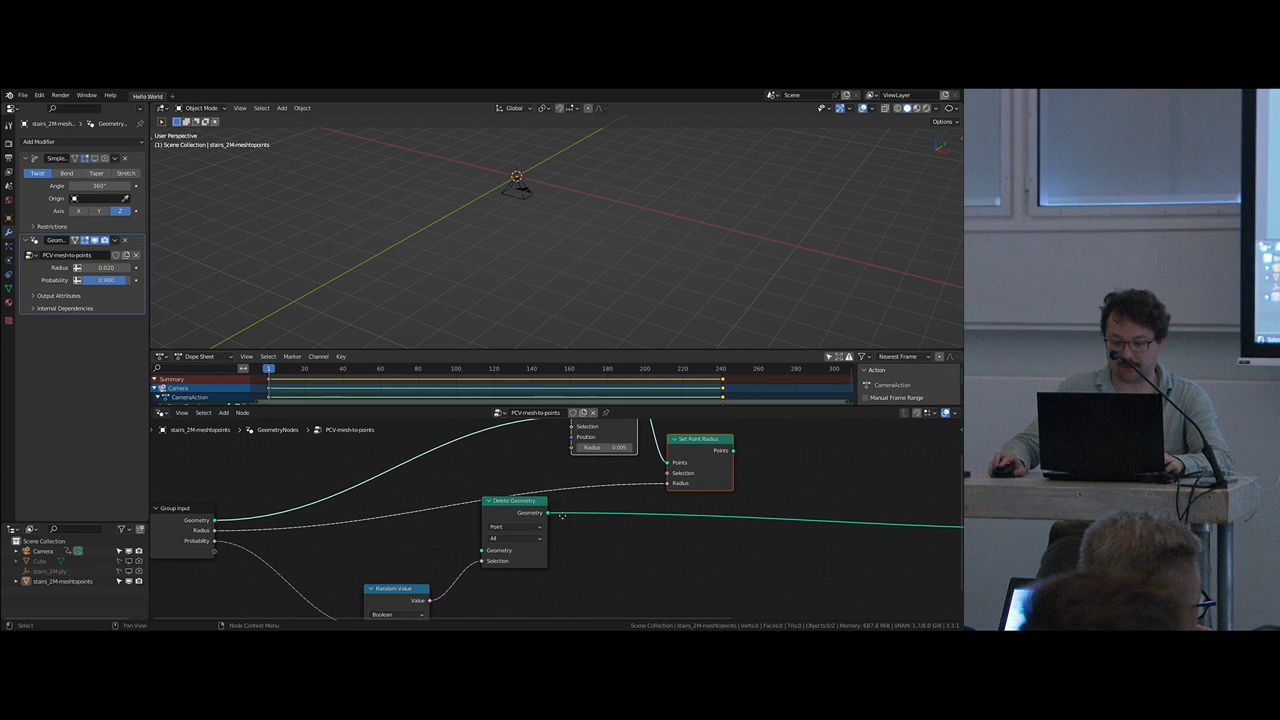 File Edit Render Window Help Hello World +
Scene ViewLayer
Object Mode View Select Add Object Global
Options
stairs_2M-mesh... Geometry...
User Perspective
(1) Scene Collection | stairs_2M-meshtopoints
Add Modifier
Simple...
Twist Bend Taper Stretch
Angle 360°
Origin
Axis X Y Z
Restrictions
Geom...
PCV-mesh-to-points
Radius 0.020
Probability 0.900
Output Attributes
Internal Dependencies
Dope Sheet View Select Marker Channel Key Nearest Frame
1 20 40 60 80 100 120 140 160 180 200 220 240 260 280 300
Summary
Camera
CameraAction
Action
CameraAction
Manual Frame Range
View Select Add Node PCV-mesh-to-points
stairs_2M-meshtopoints > GeometryNodes > PCV-mesh-to-points
Selection
Position
Radius 0.005
Set Point Radius
Points
Points
Selection
Radius
Group Input
Geometry
Radius
Probability
Delete Geometry
Geometry
Point
All
Geometry
Selection
Random Value
Value
Boolean
Scene Collection
Camera
Cube
stairs_2M.ply
stairs_2M-meshtopoints
Select Pan View Node Context Menu
Scene Collection | stairs_2M-meshtopoints | Verts:0 | Faces:0 | Tris:0 | Objects:0/2 | Memory: 687.8 MiB | VRAM: 1.7/8.0 GiB | 3.3.1